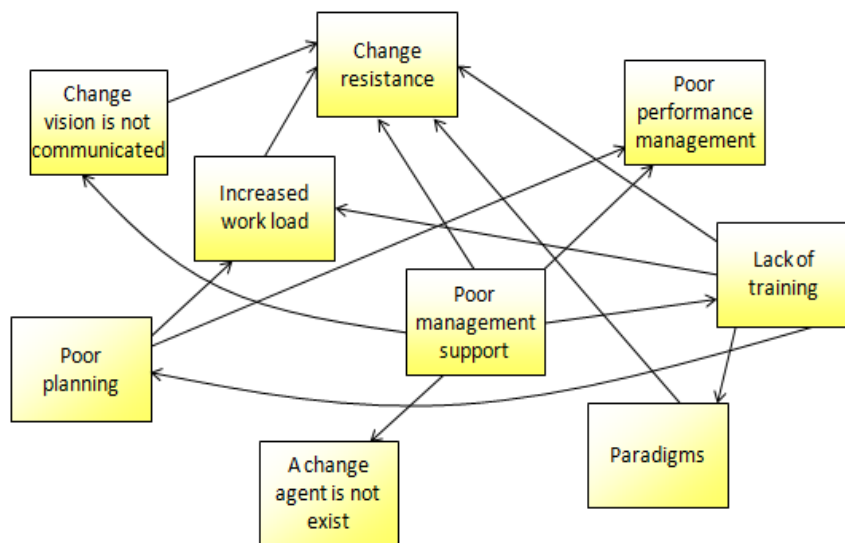 Change
resistance
Poor
performance
management
Change
vision is not
communicated
Increased
work load
Lack of
training
Poor
management
support
Poor
planning
A change
agent is not
exist
Paradigms